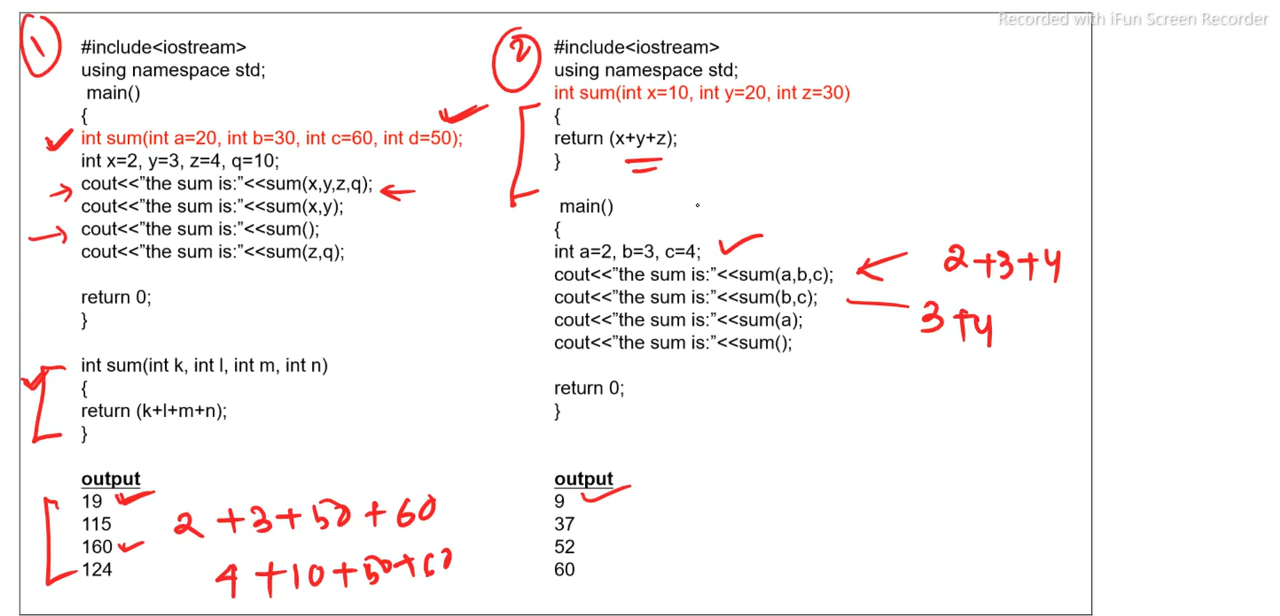 Recorded with iFun Screen Recorder
1
#include<iostream>
using namespace std;
main()
{
int sum(int a=20, int b=30, int c=60, int d=50);
int x=2, y=3, z=4, q=10;
cout<<”the sum is:”<<sum(x,y,z,q);
cout<<”the sum is:”<<sum(x,y);
cout<<”the sum is:”<<sum();
cout<<”the sum is:”<<sum(z,q);
return 0;
}
int sum(int k, int l, int m, int n)
{
return (k+l+m+n);
}
output
19
115
160
124
2 +3+50+60
4 +10+50+60
2
#include<iostream>
using namespace std;
int sum(int x=10, int y=20, int z=30)
{
return (x+y+z);
}
main()
{
int a=2, b=3, c=4;
cout<<”the sum is:”<<sum(a,b,c);
cout<<”the sum is:”<<sum(b,c);
cout<<”the sum is:”<<sum(a);
cout<<”the sum is:”<<sum();
return 0;
}
2+3+4
3+4
output
9
37
52
60